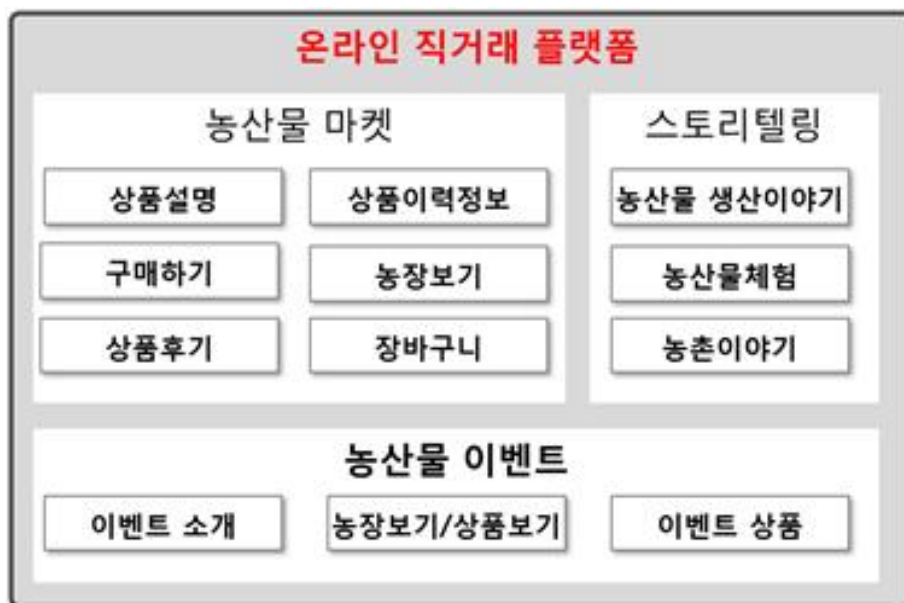 온라인 직거래 플랫폼
농산물 마켓
상품설명
상품이력정보
구매하기
농장보기
상품후기
장바구니
스토리텔링
농산물 생산이야기
농산물체험
농촌이야기
농산물 이벤트
이벤트 소개
농장보기/상품보기
이벤트 상품